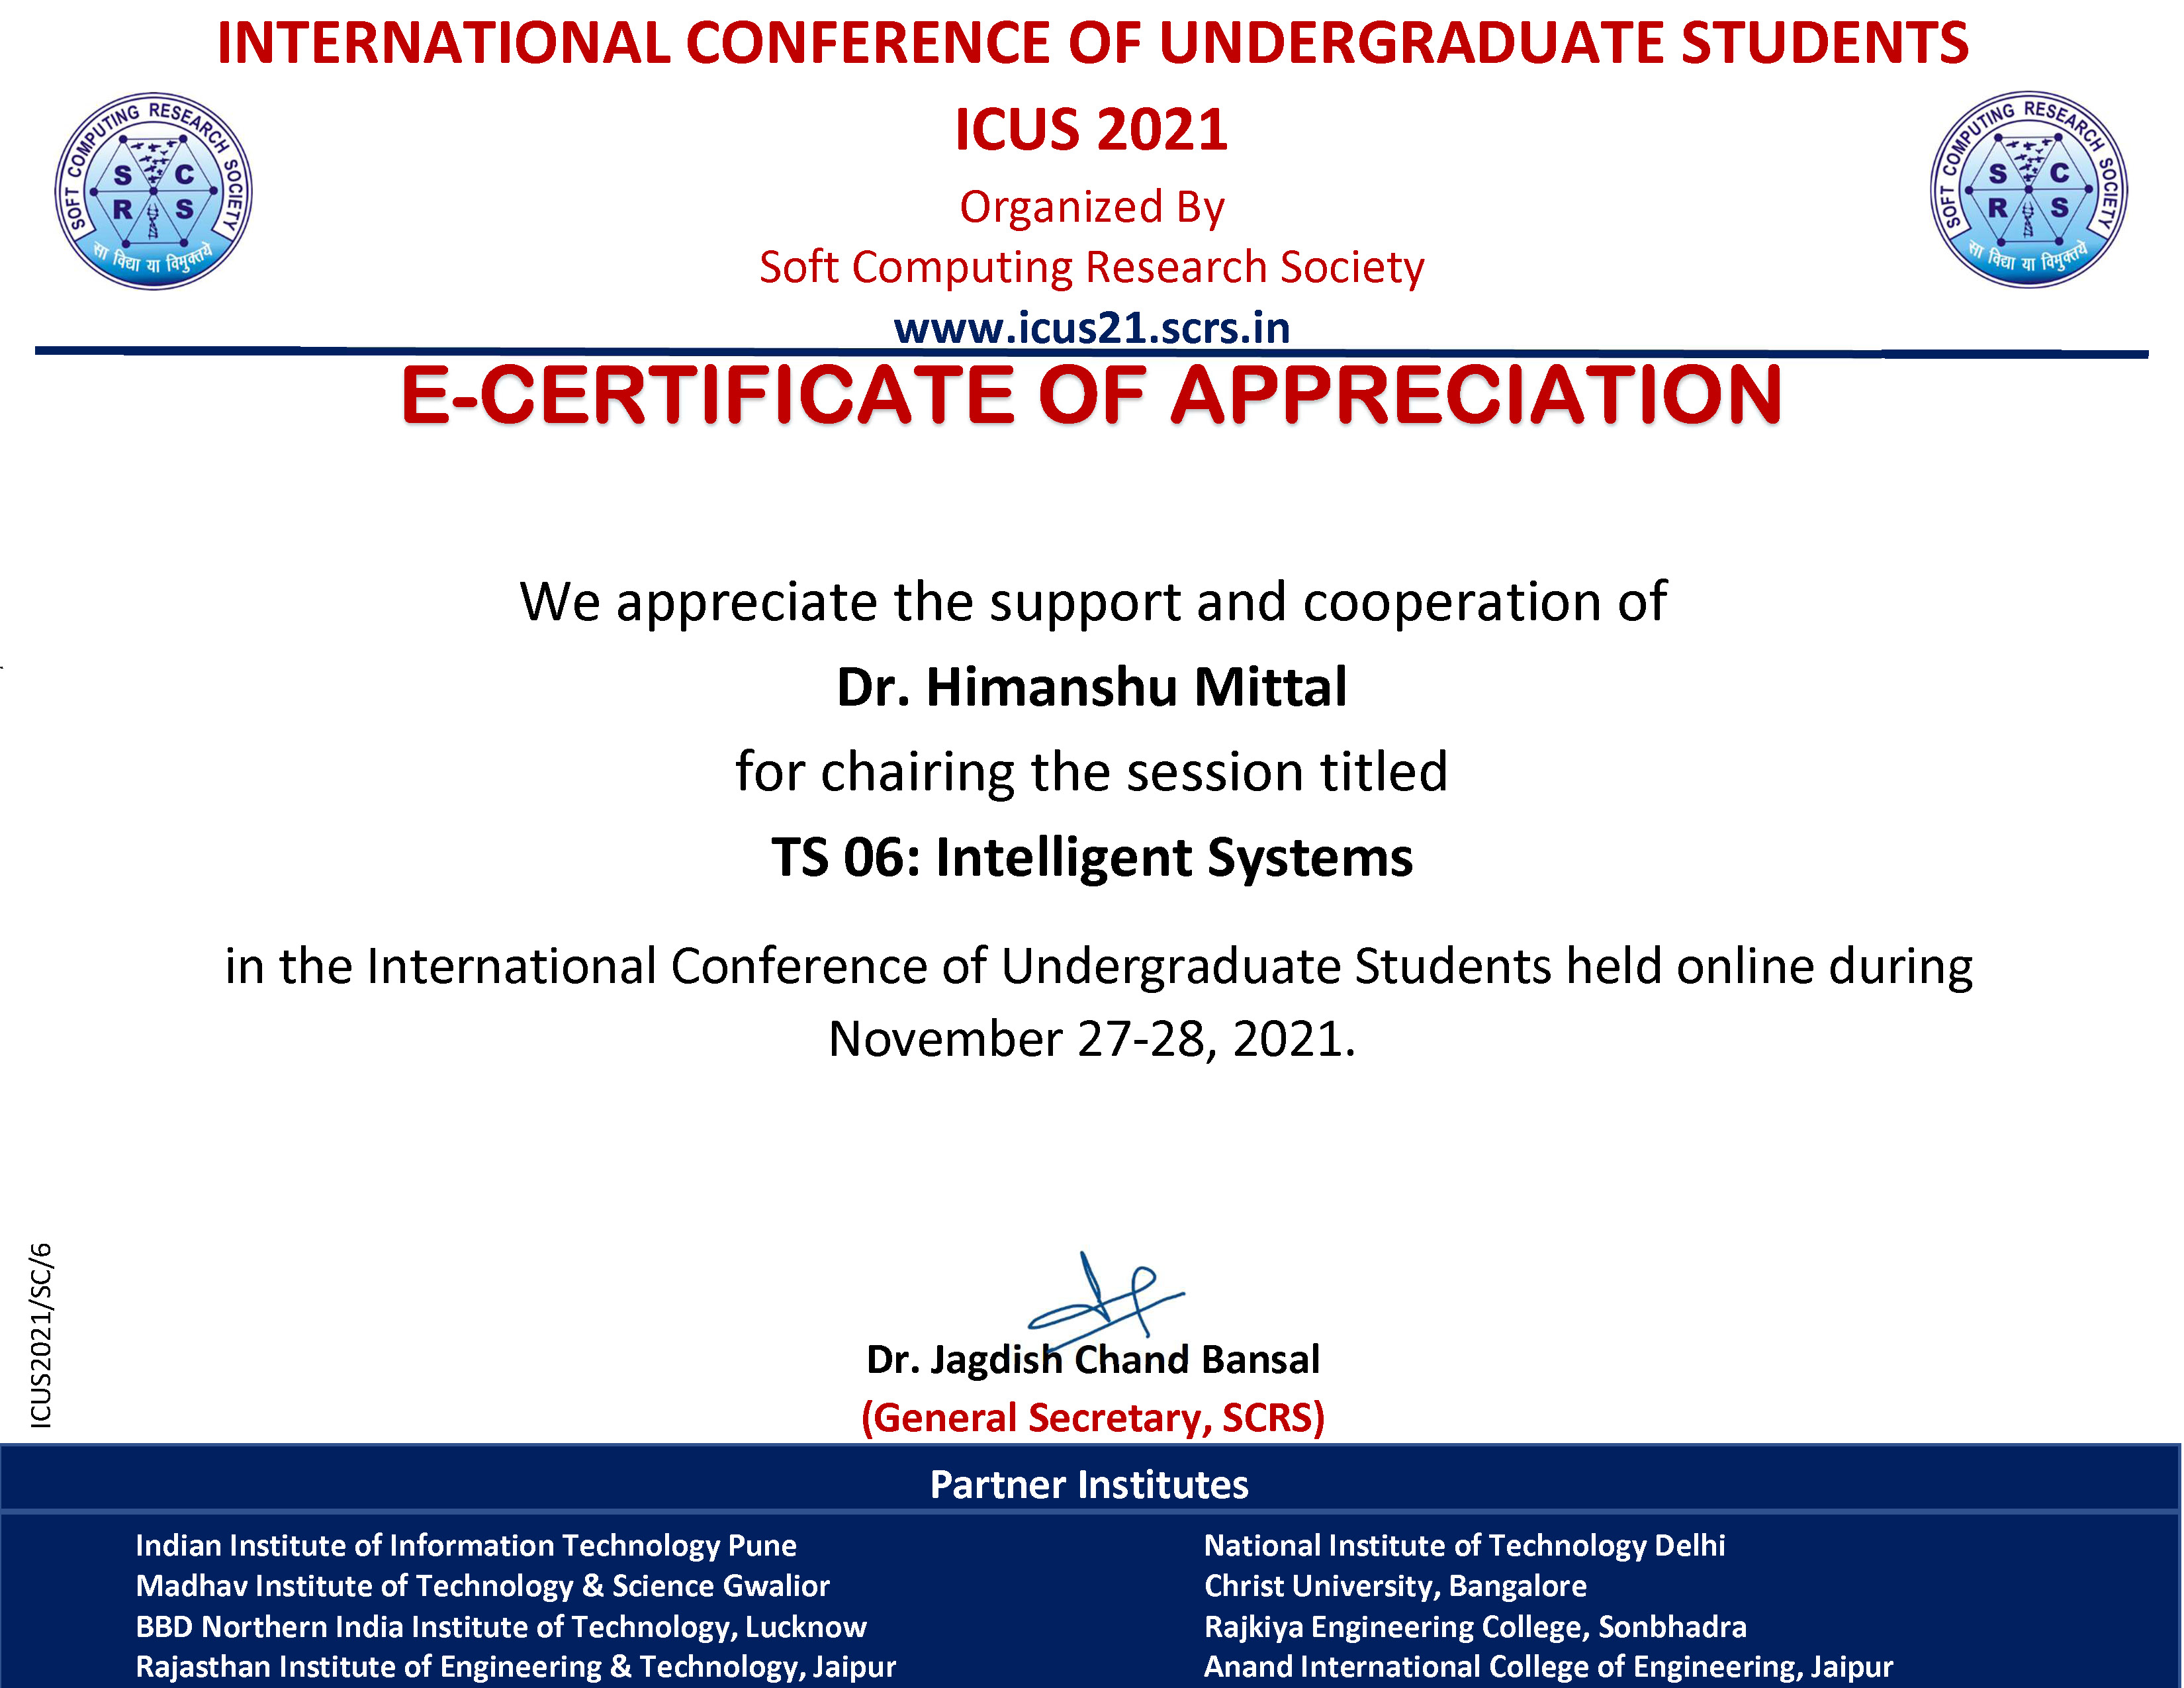 INTERNATIONAL CONFERENCE OF UNDERGRADUATE STUDENTS
ICUS 2021
SOFT COMPUTING RESEARCH SOCIETY
S C
R S
सा विद्या या विमुक्तये
SOFT COMPUTING RESEARCH SOCIETY
S C
R S
सा विद्या या विमुक्तये
Organized By
Soft Computing Research Society
www.icus21.scrs.in
E-CERTIFICATE OF APPRECIATION
We appreciate the support and cooperation of
Dr. Himanshu Mittal
for chairing the session titled
TS 06: Intelligent Systems
in the International Conference of Undergraduate Students held online during
November 27-28, 2021.
ICUS2021/SC/6
Dr. Jagdish Chand Bansal
(General Secretary, SCRS)
Partner Institutes
Indian Institute of Information Technology Pune
Madhav Institute of Technology & Science Gwalior
BBD Northern India Institute of Technology, Lucknow
Rajasthan Institute of Engineering & Technology, Jaipur
National Institute of Technology Delhi
Christ University, Bangalore
Rajkiya Engineering College, Sonbhadra
Anand International College of Engineering, Jaipur